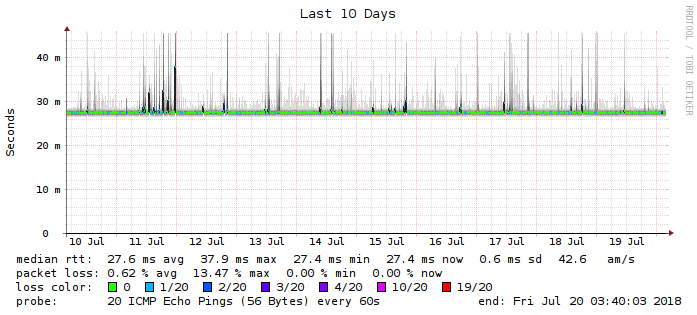 Last 10 Days
RRDTOOL / TOBI OETIKER
Seconds
40 m
30 m
20 m
10 m
0
10 Jul 11 Jul 12 Jul 13 Jul 14 Jul 15 Jul 16 Jul 17 Jul 18 Jul 19 Jul
median rtt: 27.6 ms avg 37.9 ms max 27.4 ms min 27.4 ms now 0.6 ms sd 42.6 am/s
packet loss: 0.62 % avg 13.47 % max 0.00 % min 0.00 % now
loss color: 0 1/20 2/20 3/20 4/20 10/20 19/20
probe: 20 ICMP Echo Pings (56 Bytes) every 60s end: Fri Jul 20 03:40:03 2018